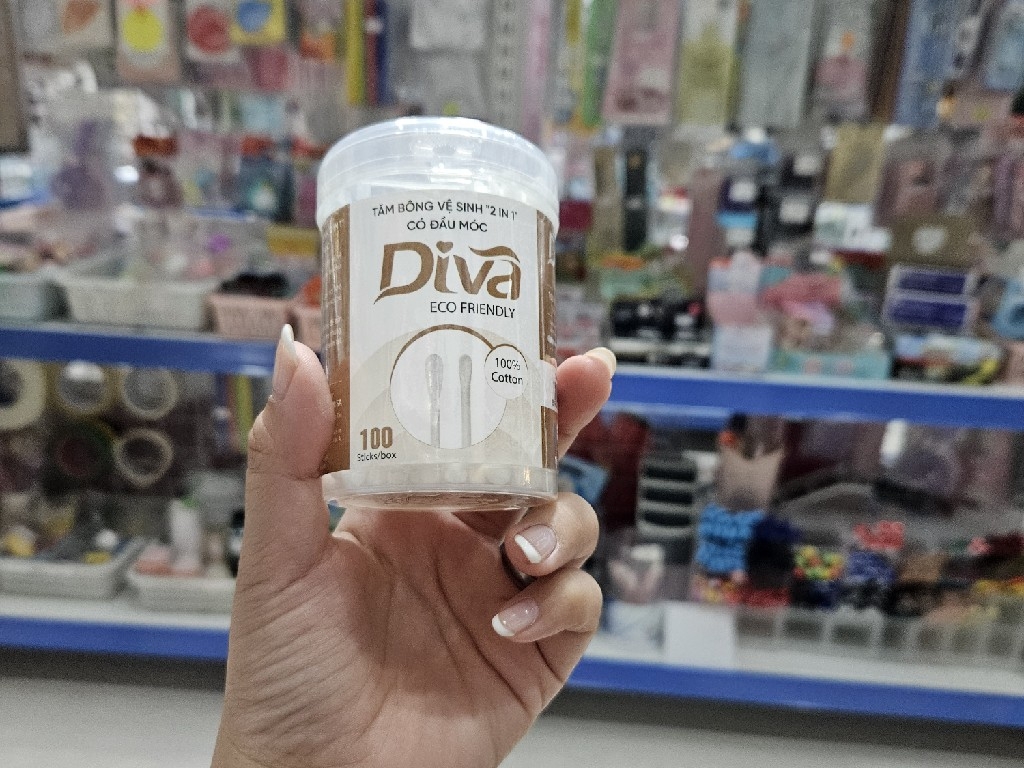 TĂM BÔNG VỆ SINH "2 IN 1"
CÓ ĐẦU MÓC
Diva
ECO FRIENDLY
100%
Cotton
100
Sticks/box